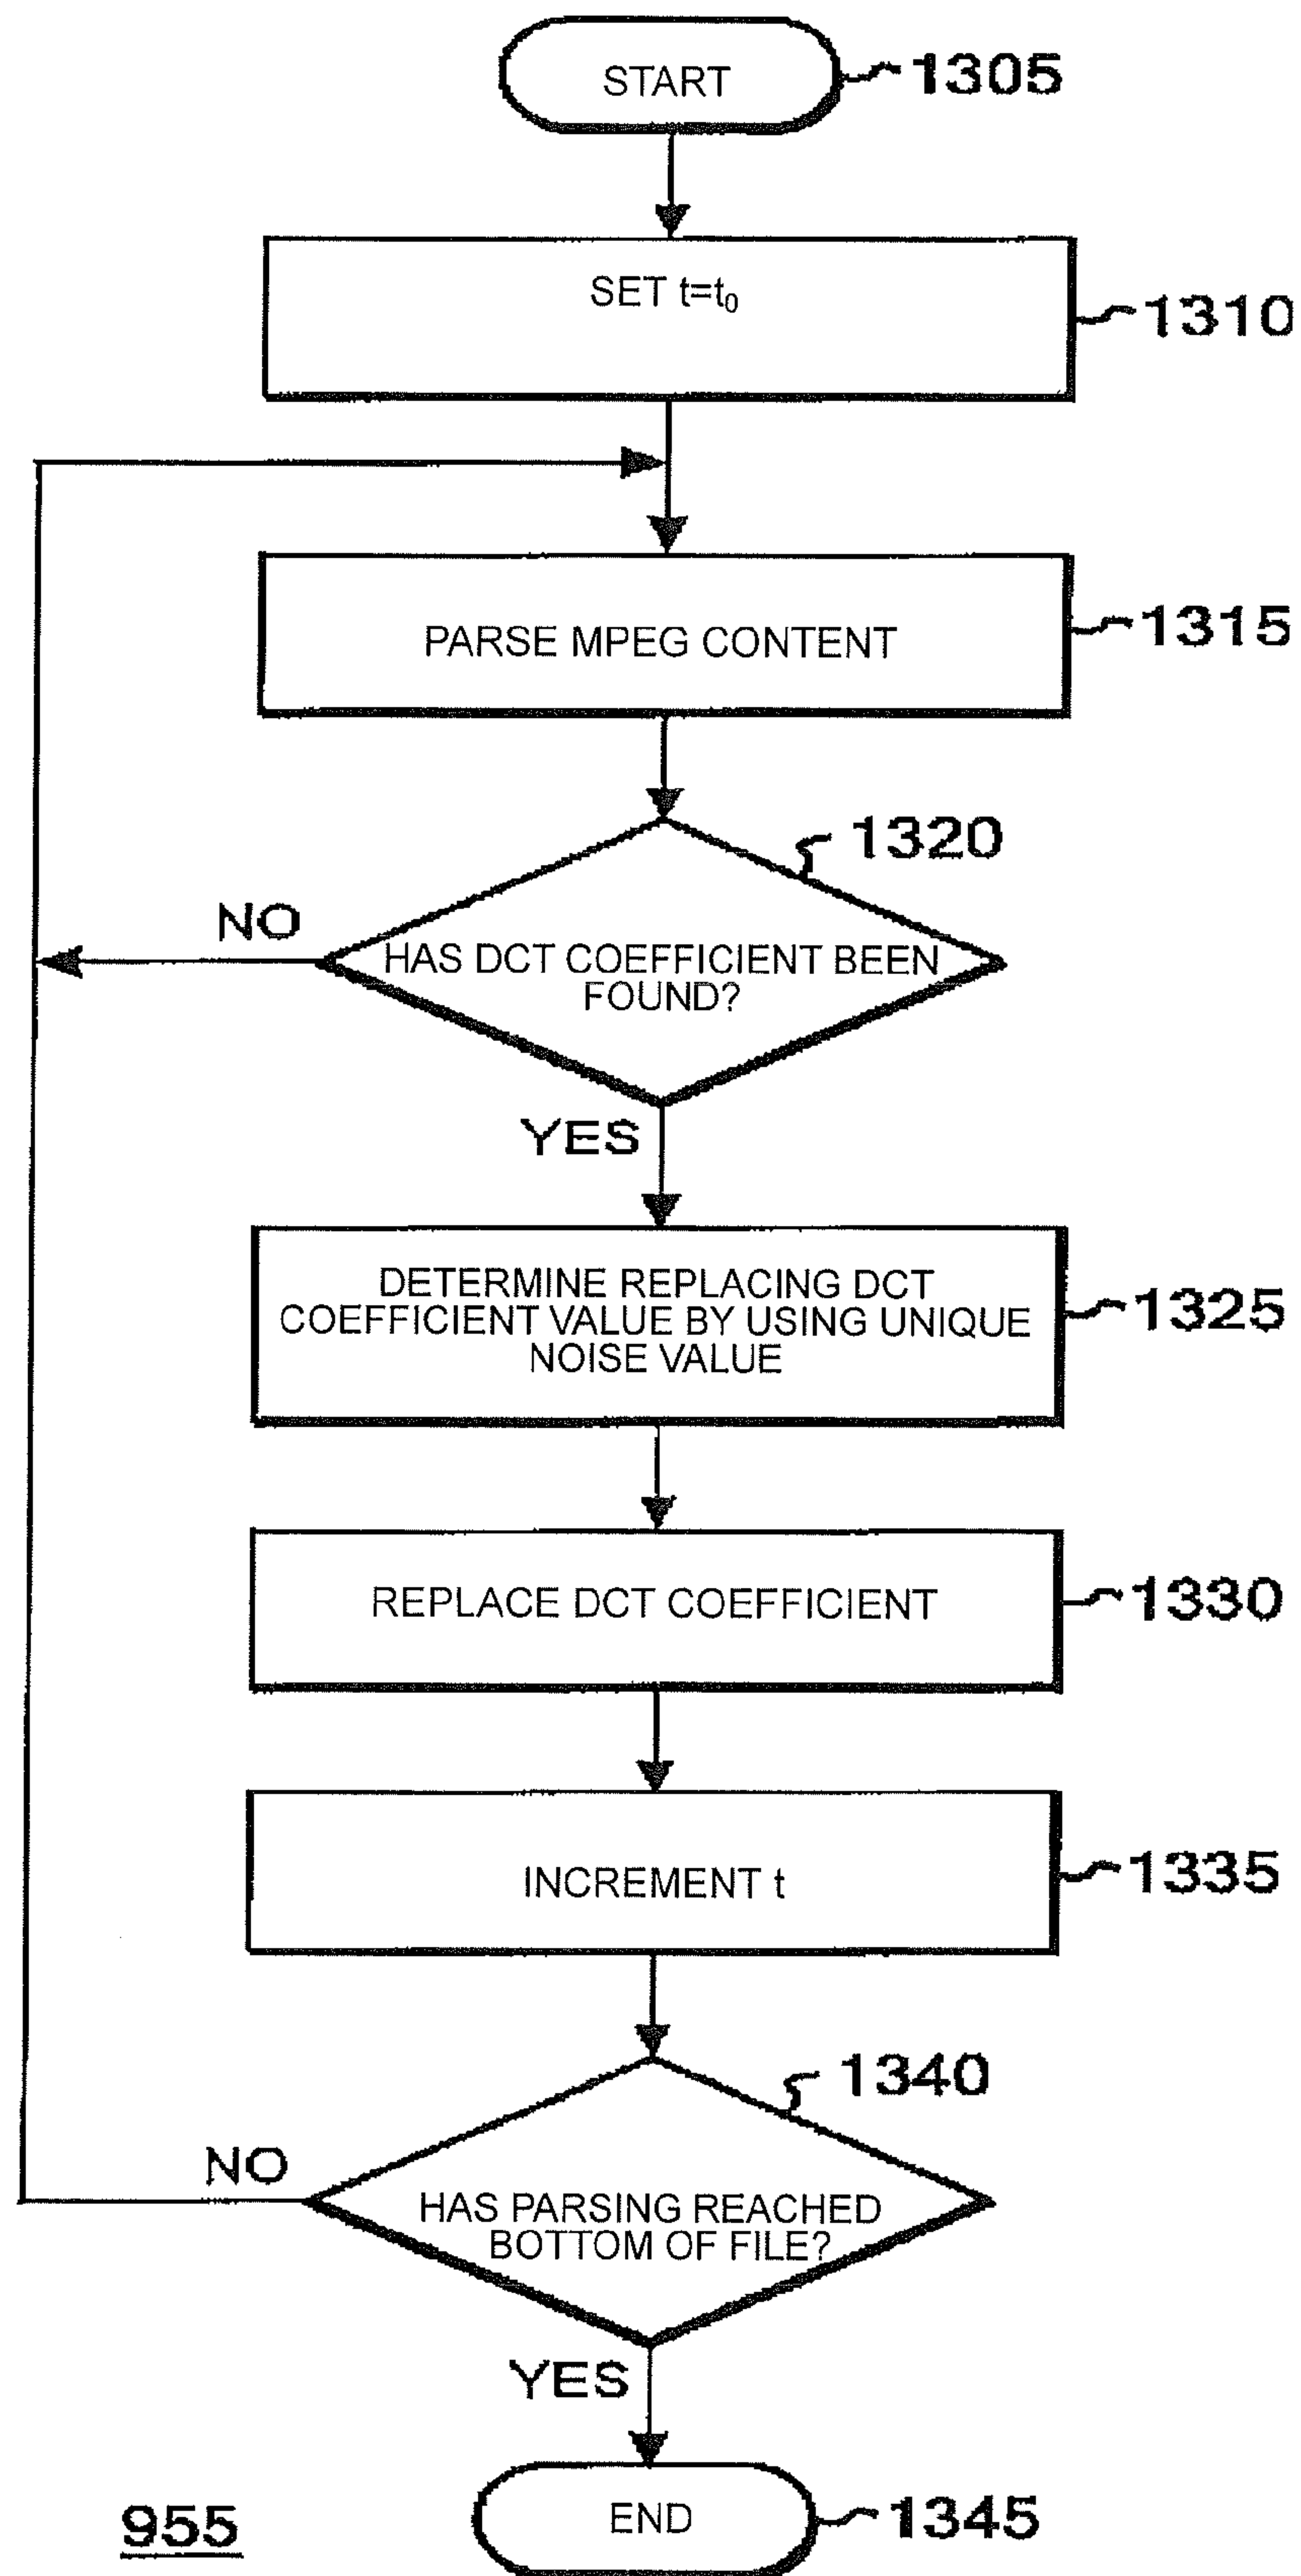 START
1305
SET t=t₀
1310
PARSE MPEG CONTENT
1315
1320
NO
HAS DCT COEFFICIENT BEEN
FOUND?
YES
DETERMINE REPLACING DCT
COEFFICIENT VALUE BY USING UNIQUE
NOISE VALUE
1325
REPLACE DCT COEFFICIENT
1330
INCREMENT t
1335
1340
NO
HAS PARSING REACHED
BOTTOM OF FILE?
YES
END
1345
955